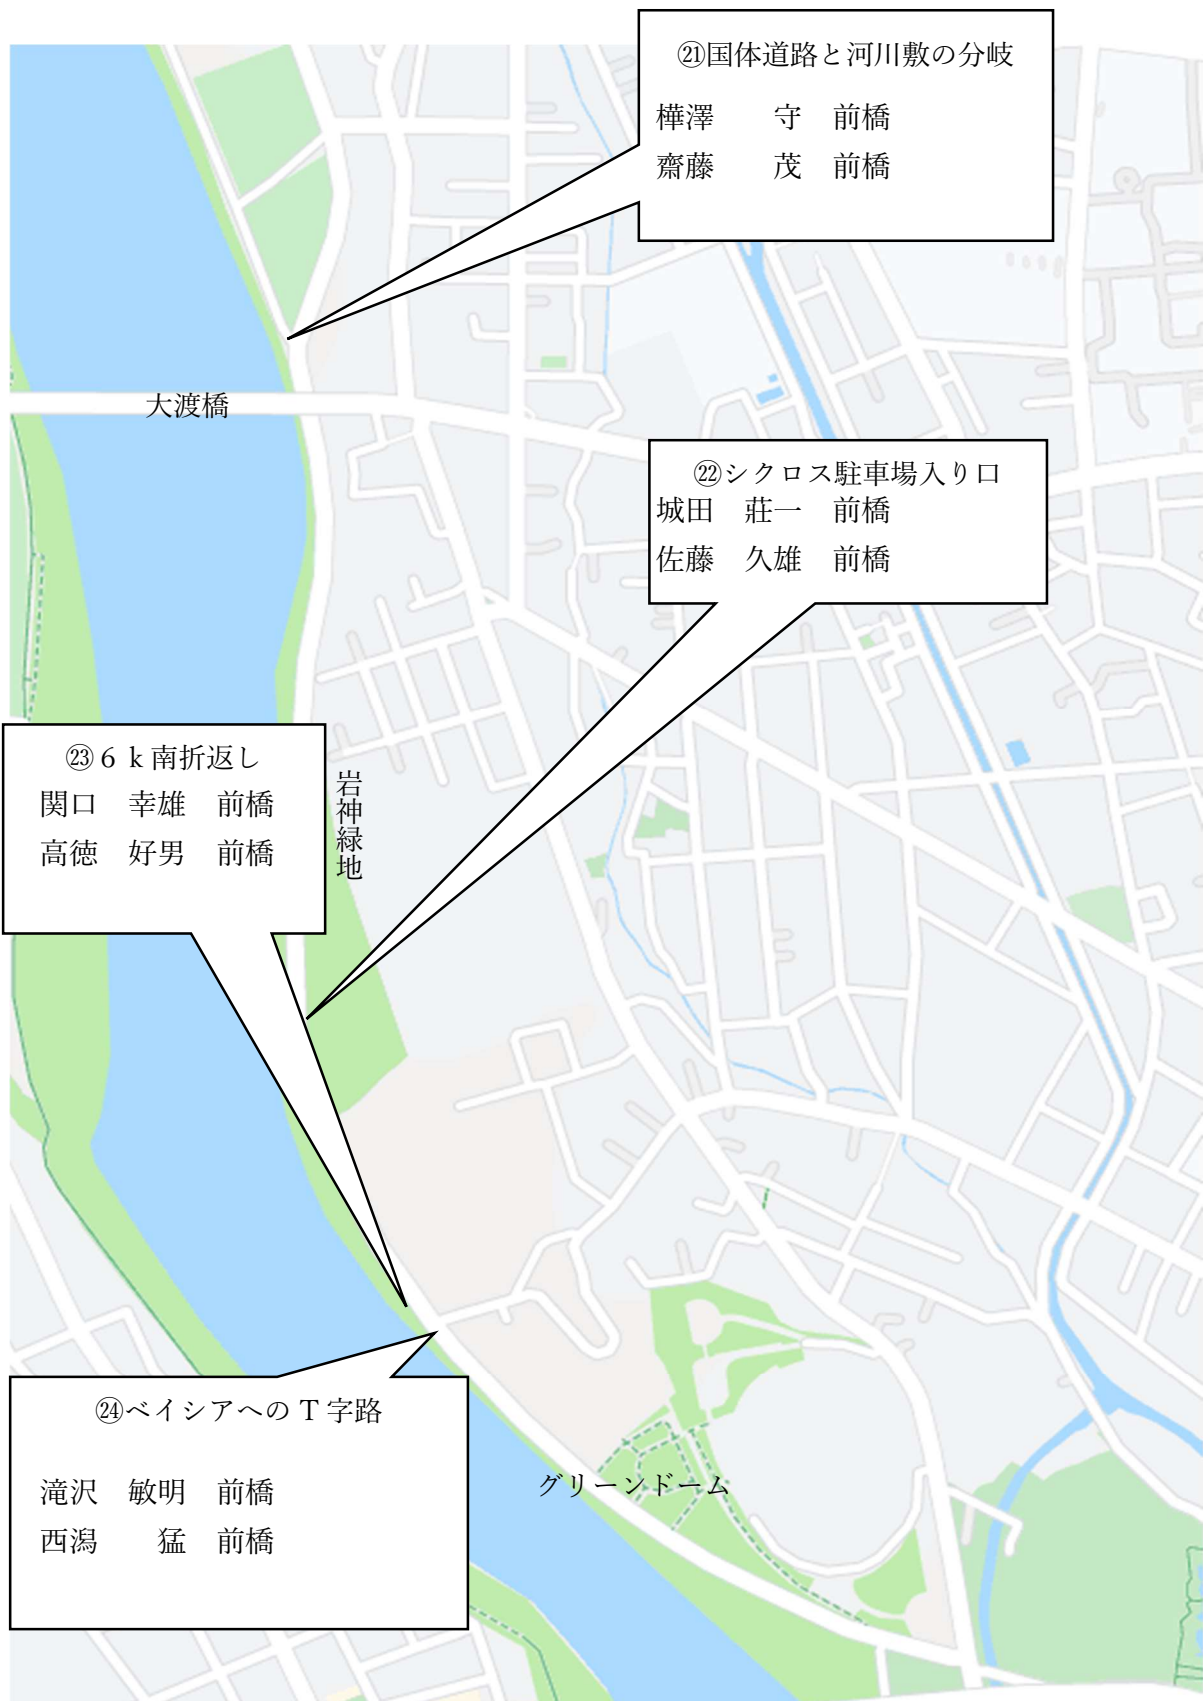 ㉑国体道路と河川敷の分岐
樺澤　　守　前橋
齋藤　　茂　前橋
大渡橋
㉒シクロス駐車場入り口
城田　莊一　前橋
佐藤　久雄　前橋
㉓６ｋ南折返し
関口　幸雄　前橋
高徳　好男　前橋
岩神緑地
㉔ベイシアへのＴ字路
滝沢　敏明　前橋
西潟　　猛　前橋
グリーンドーム